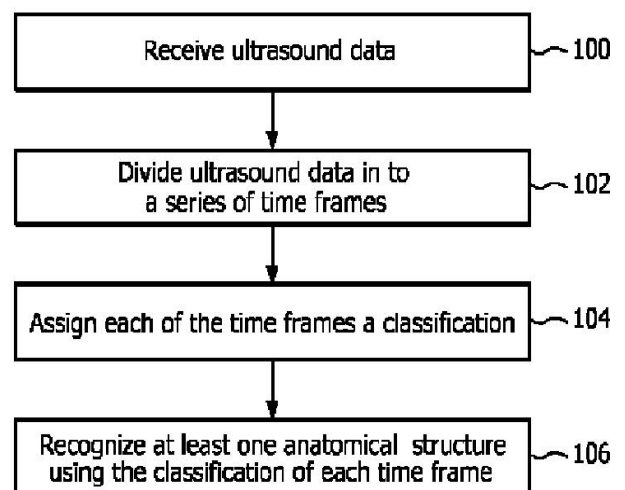 Receive ultrasound data
100
Divide ultrasound data in to
a series of time frames
102
Assign each of the time frames a classification
104
Recognize at least one anatomical structure
using the classification of each time frame
106